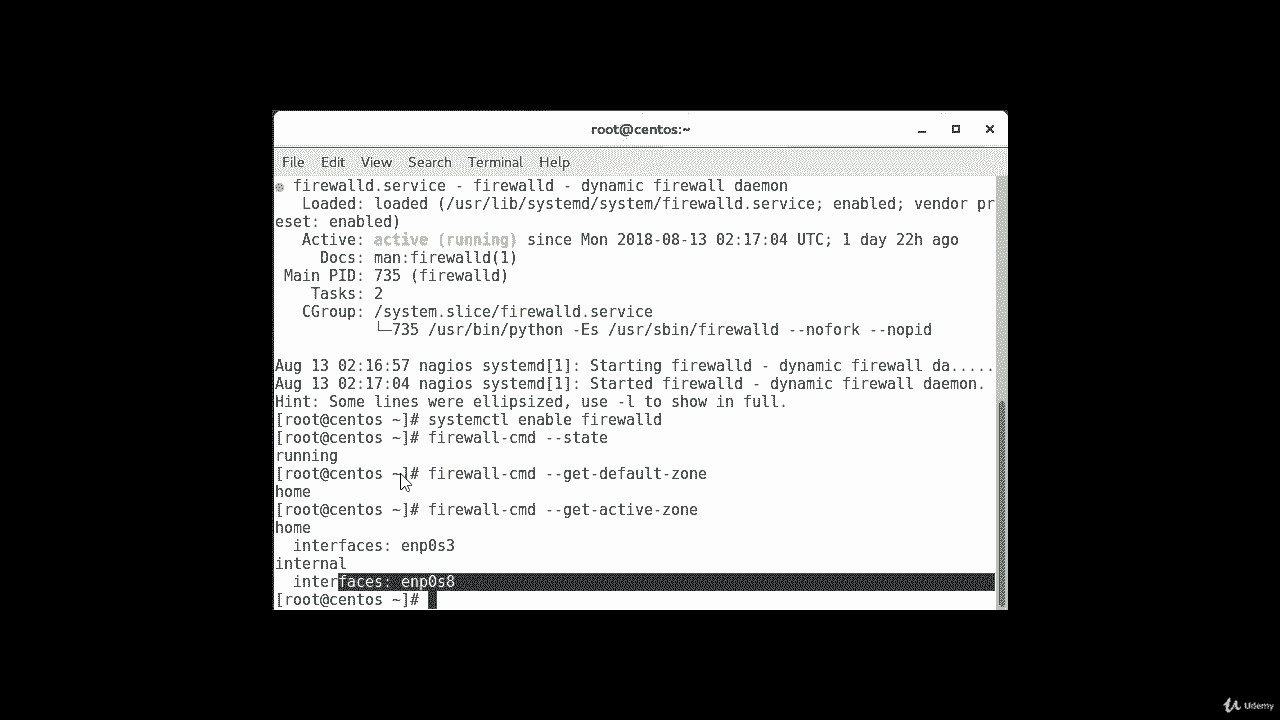 root@centos:~
File Edit View Search Terminal Help
firewalld.service - firewalld - dynamic firewall daemon
Loaded: loaded (/usr/lib/systemd/system/firewalld.service; enabled; vendor pr
eset: enabled)
Active: active (running) since Mon 2018-08-13 02:17:04 UTC; 1 day 22h ago
Docs: man:firewalld(1)
Main PID: 735 (firewalld)
Tasks: 2
CGroup: /system.slice/firewalld.service
└─735 /usr/bin/python -Es /usr/sbin/firewalld --nofork --nopid
Aug 13 02:16:57 nagios systemd[1]: Starting firewalld - dynamic firewall da.....
Aug 13 02:17:04 nagios systemd[1]: Started firewalld - dynamic firewall daemon.
Hint: Some lines were ellipsized, use -l to show in full.
[root@centos ~]# systemctl enable firewalld
[root@centos ~]# firewall-cmd --state
running
[root@centos ~]# firewall-cmd --get-default-zone
home
[root@centos ~]# firewall-cmd --get-active-zone
home
interfaces: enp0s3
internal
interfaces: enp0s8
[root@centos ~]#
Udemy